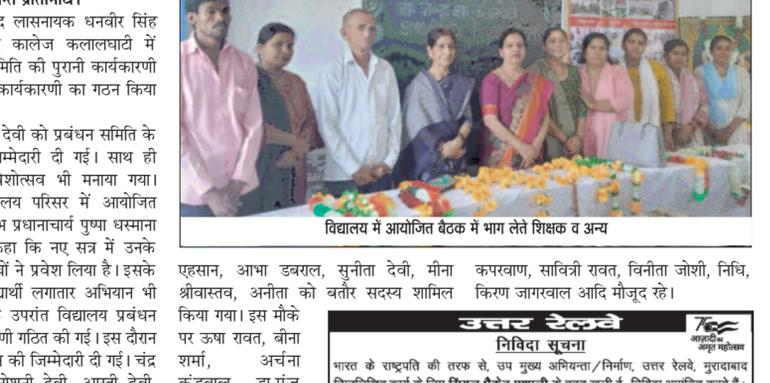 लासनायक धनवीर सिंह
कालेज कलालघाटी में
की पुरानी कार्यकारणी
कार्यकारणी का गठन किया
देवी को प्रबंधन समिति के
दी गई। साथ ही
भी मनाया गया।
परिसर में आयोजित
प्रधानाचार्य पुष्पा धस्माना
कि नए सत्र में उनके
ने प्रवेश लिया है। इसके
लगातार अभियान भी
उपरांत विद्यालय प्रबंधन
गठित की गई। इस दौरान
की जिम्मेदारी दी गई। चंद्र
विद्यालय में आयोजित बैठक में भाग लेते शिक्षक व अन्य
एहसान, आभा डबराल, सुनीता देवी, मीना
श्रीवास्तव, अनीता को बतौर सदस्य शामिल
किया गया। इस मौके
पर ऊषा रावत, बीना
शर्मा, अर्चना
कपरवाण, सावित्री रावत, विनीता जोशी, निधि,
किरण जागरवाल आदि मौजूद रहे।
उत्तर रेलवे
आज़ादी का
अमृत महोत्सव
निविदा सूचना
भारत के राष्ट्रपति की तरफ से, उप मुख्य अभियन्ता/निर्माण, उत्तर रेलवे, मुरादाबाद